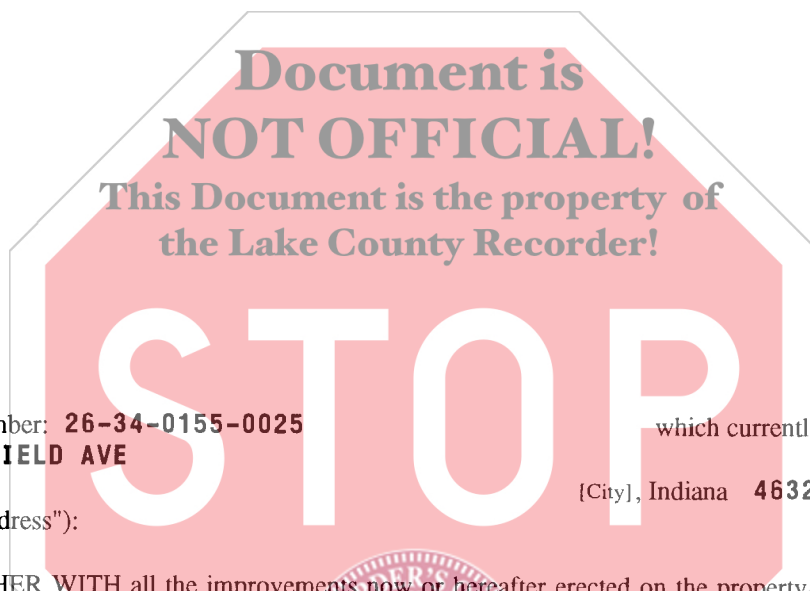 Document is
NOT OFFICIAL!
This Document is the property of
the Lake County Recorder!
STOP
nber: 26-34-0155-0025 which currentl
IELD AVE
[City], Indiana 4632
dress"):
HER WITH all the improvements now or hereafter erected on the property
DER'S